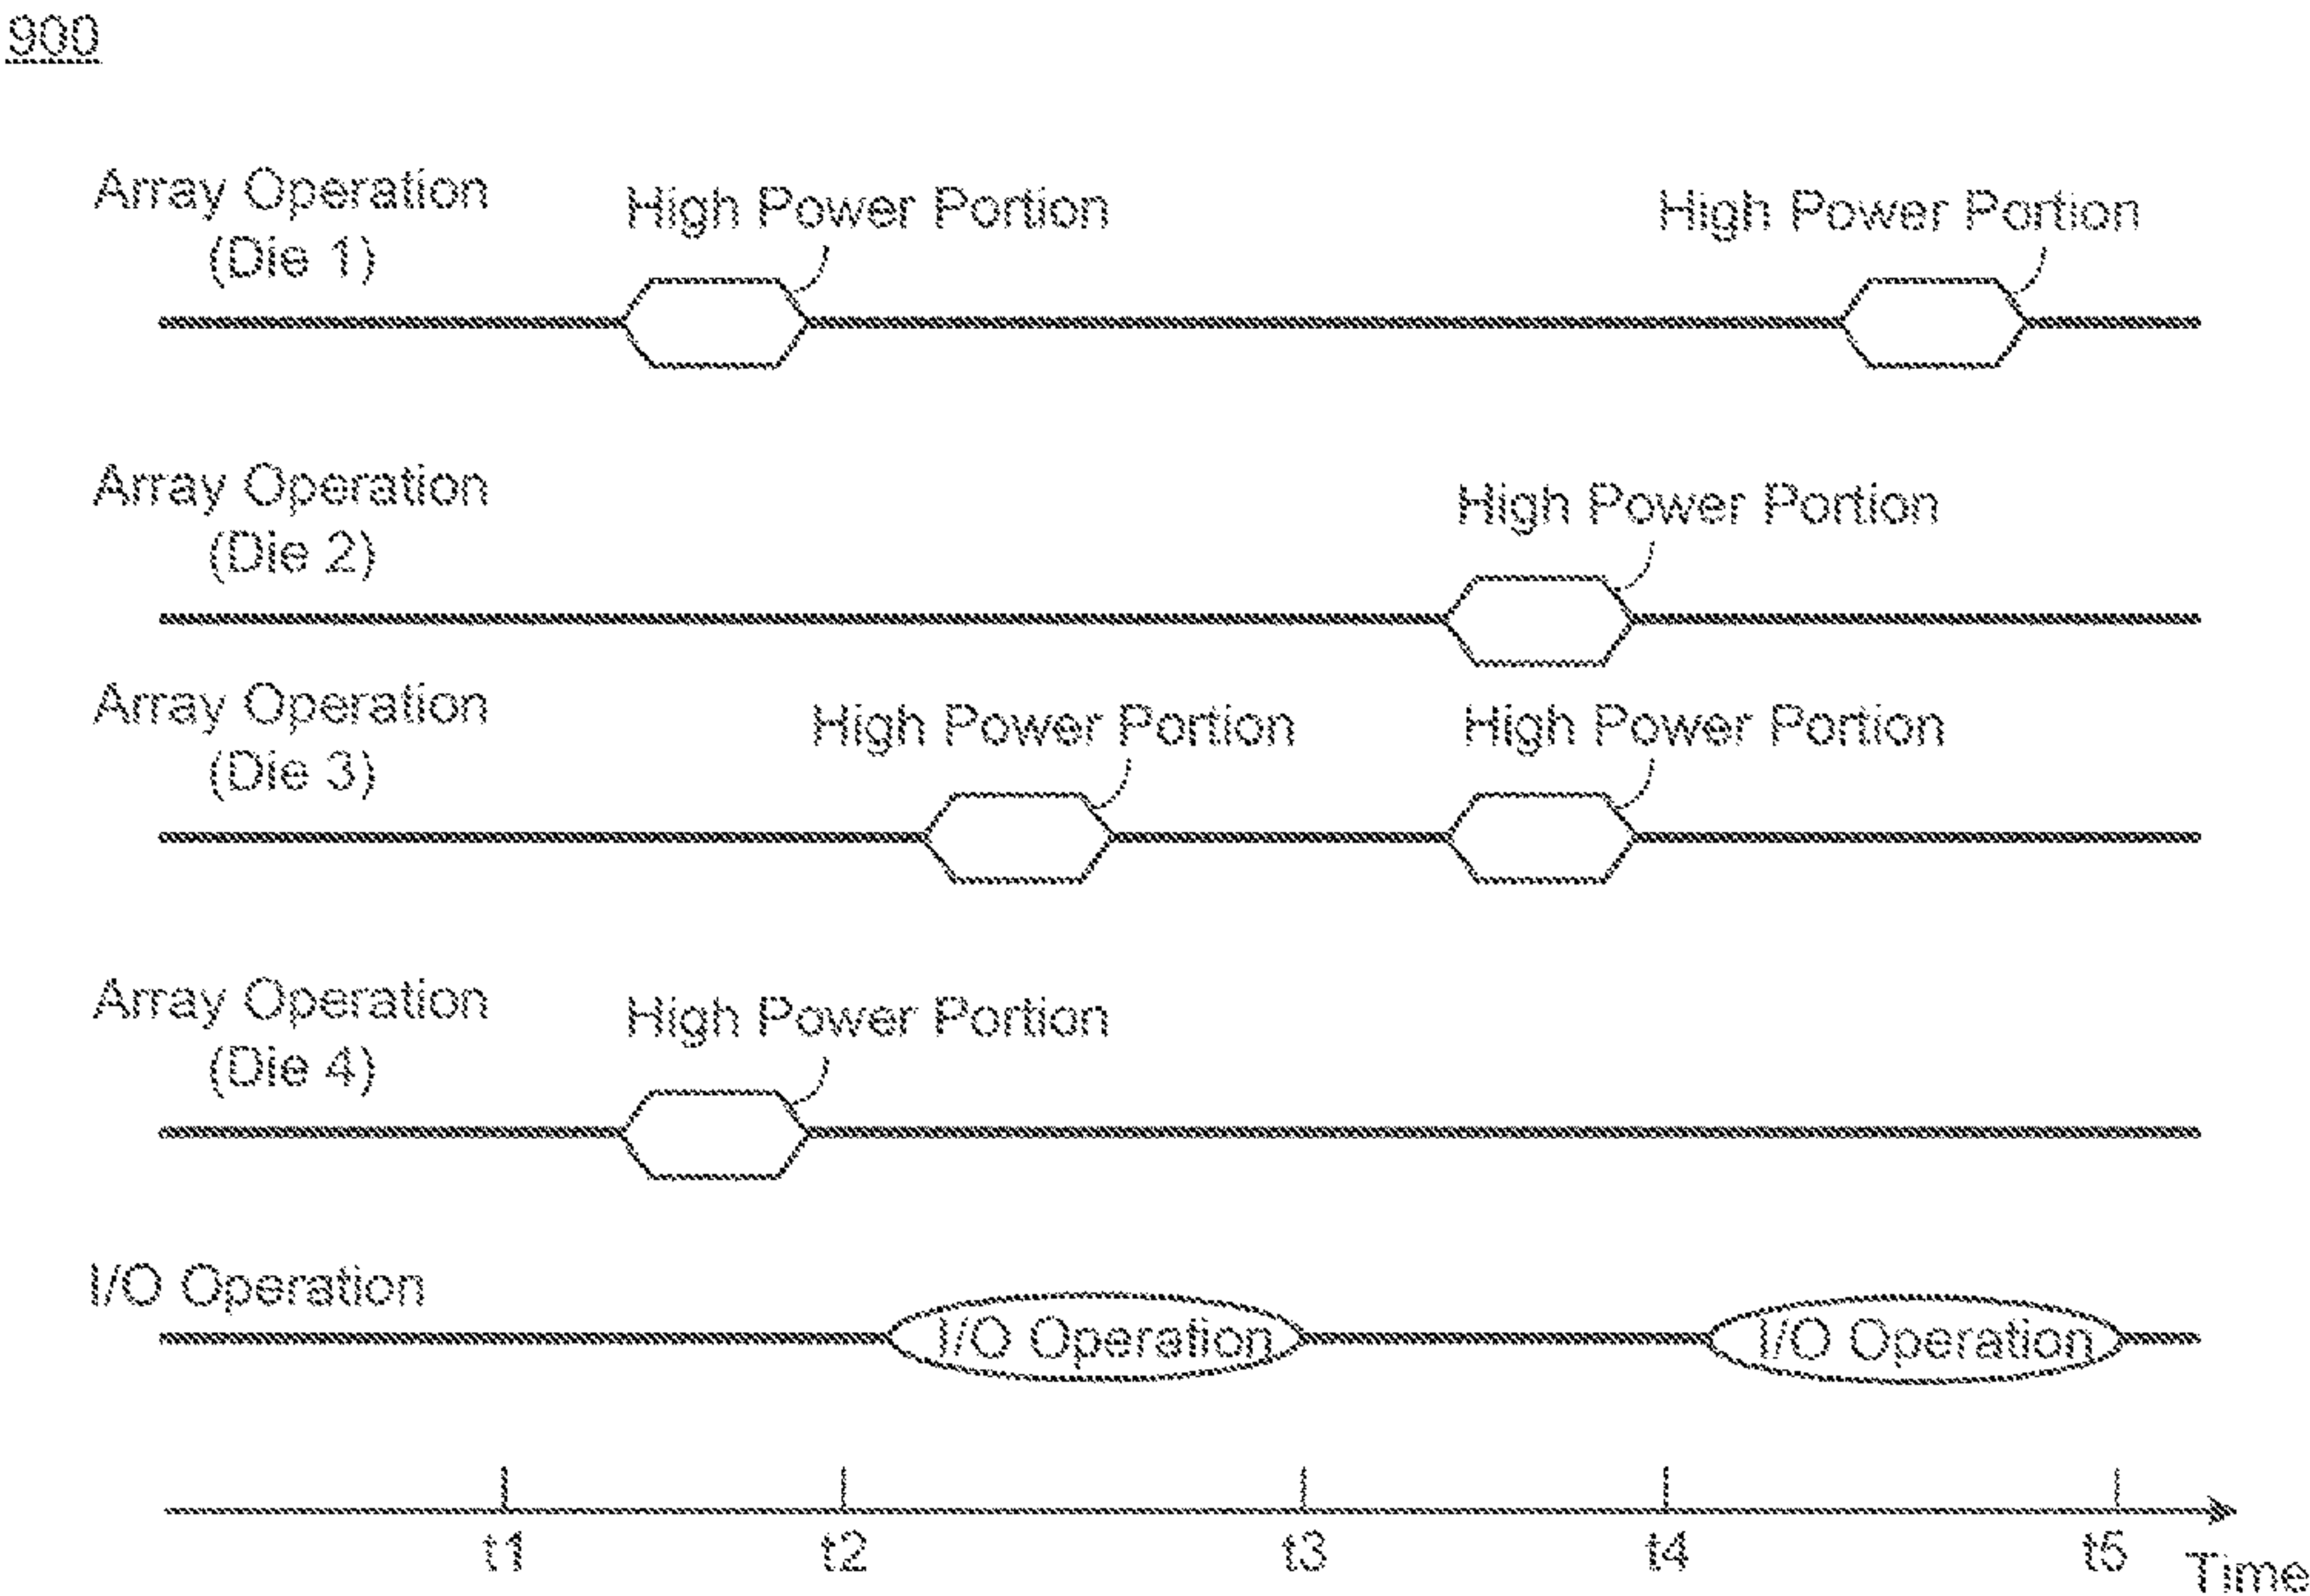 900
Array Operation
(Die 1)
High Power Portion
High Power Portion
Array Operation
(Die 2)
High Power Portion
Array Operation
(Die 3)
High Power Portion
High Power Portion
Array Operation
(Die 4)
High Power Portion
I/O Operation
I/O Operation
I/O Operation
t1
t2
t3
t4
t5
Time